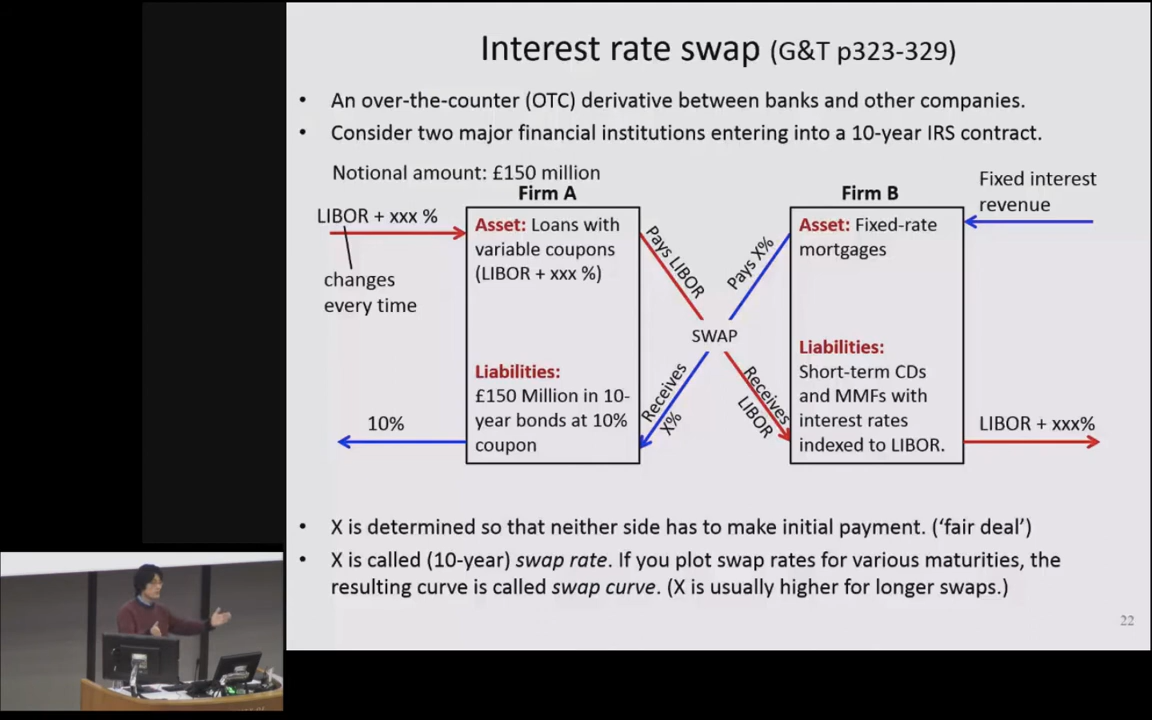 Interest rate swap (G&T p323-329)
• An over-the-counter (OTC) derivative between banks and other companies.
• Consider two major financial institutions entering into a 10-year IRS contract.
Notional amount: £150 million
Firm A
Firm B
Fixed interest
revenue
LIBOR + xxx %
changes
every time
Asset: Loans with
variable coupons
(LIBOR + xxx %)
Liabilities:
£150 Million in 10-
year bonds at 10%
coupon
10%
Pays LIBOR
Pays X%
SWAP
Receives
X%
Receives
LIBOR
Asset: Fixed-rate
mortgages
Liabilities:
Short-term CDs
and MMFs with
interest rates
indexed to LIBOR.
LIBOR + xxx%
• X is determined so that neither side has to make initial payment. (‘fair deal’)
• X is called (10-year) swap rate. If you plot swap rates for various maturities, the
resulting curve is called swap curve. (X is usually higher for longer swaps.)
22